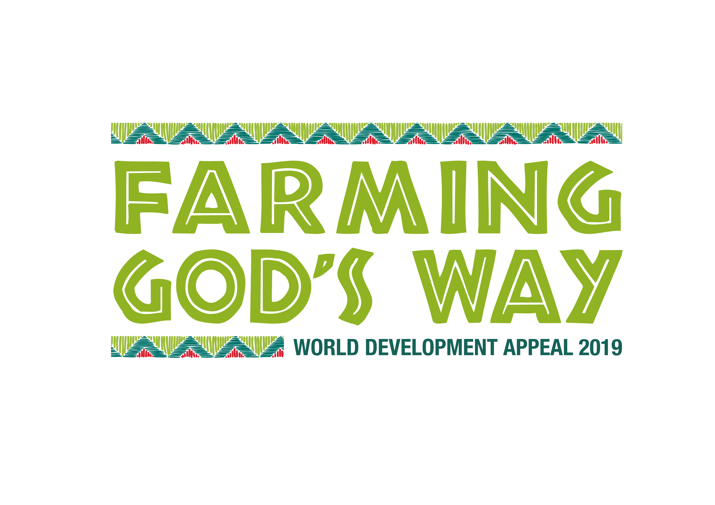 FARMING
GOD'S WAY
WORLD DEVELOPMENT APPEAL 2019